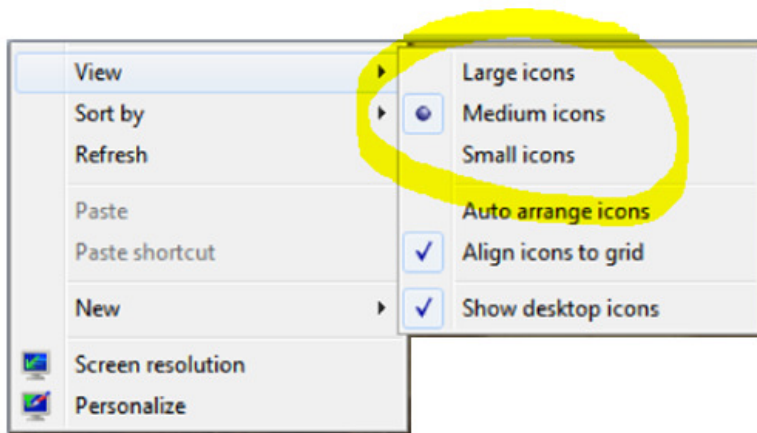 View
Sort by
Refresh
Paste
Paste shortcut
New
Screen resolution
Personalize
Large icons
Medium icons
Small icons
Auto arrange icons
Align icons to grid
Show desktop icons